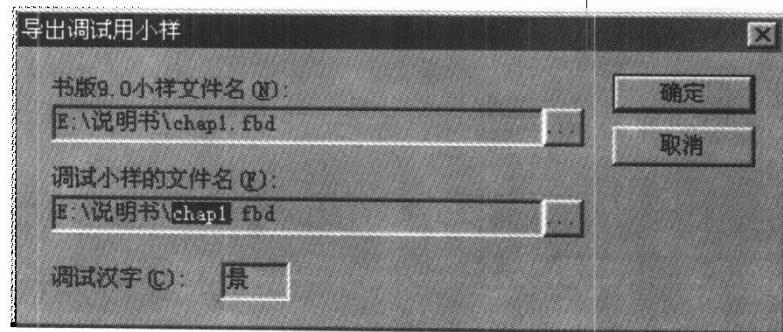 导出调试用小样
书版9.0小样文件名(N):
确定
E:\说明书\chap1.fbd
...
取消
调试小样的文件名(F):
E:\说明书\chap1 fbd
...
调试汉字(C):
景